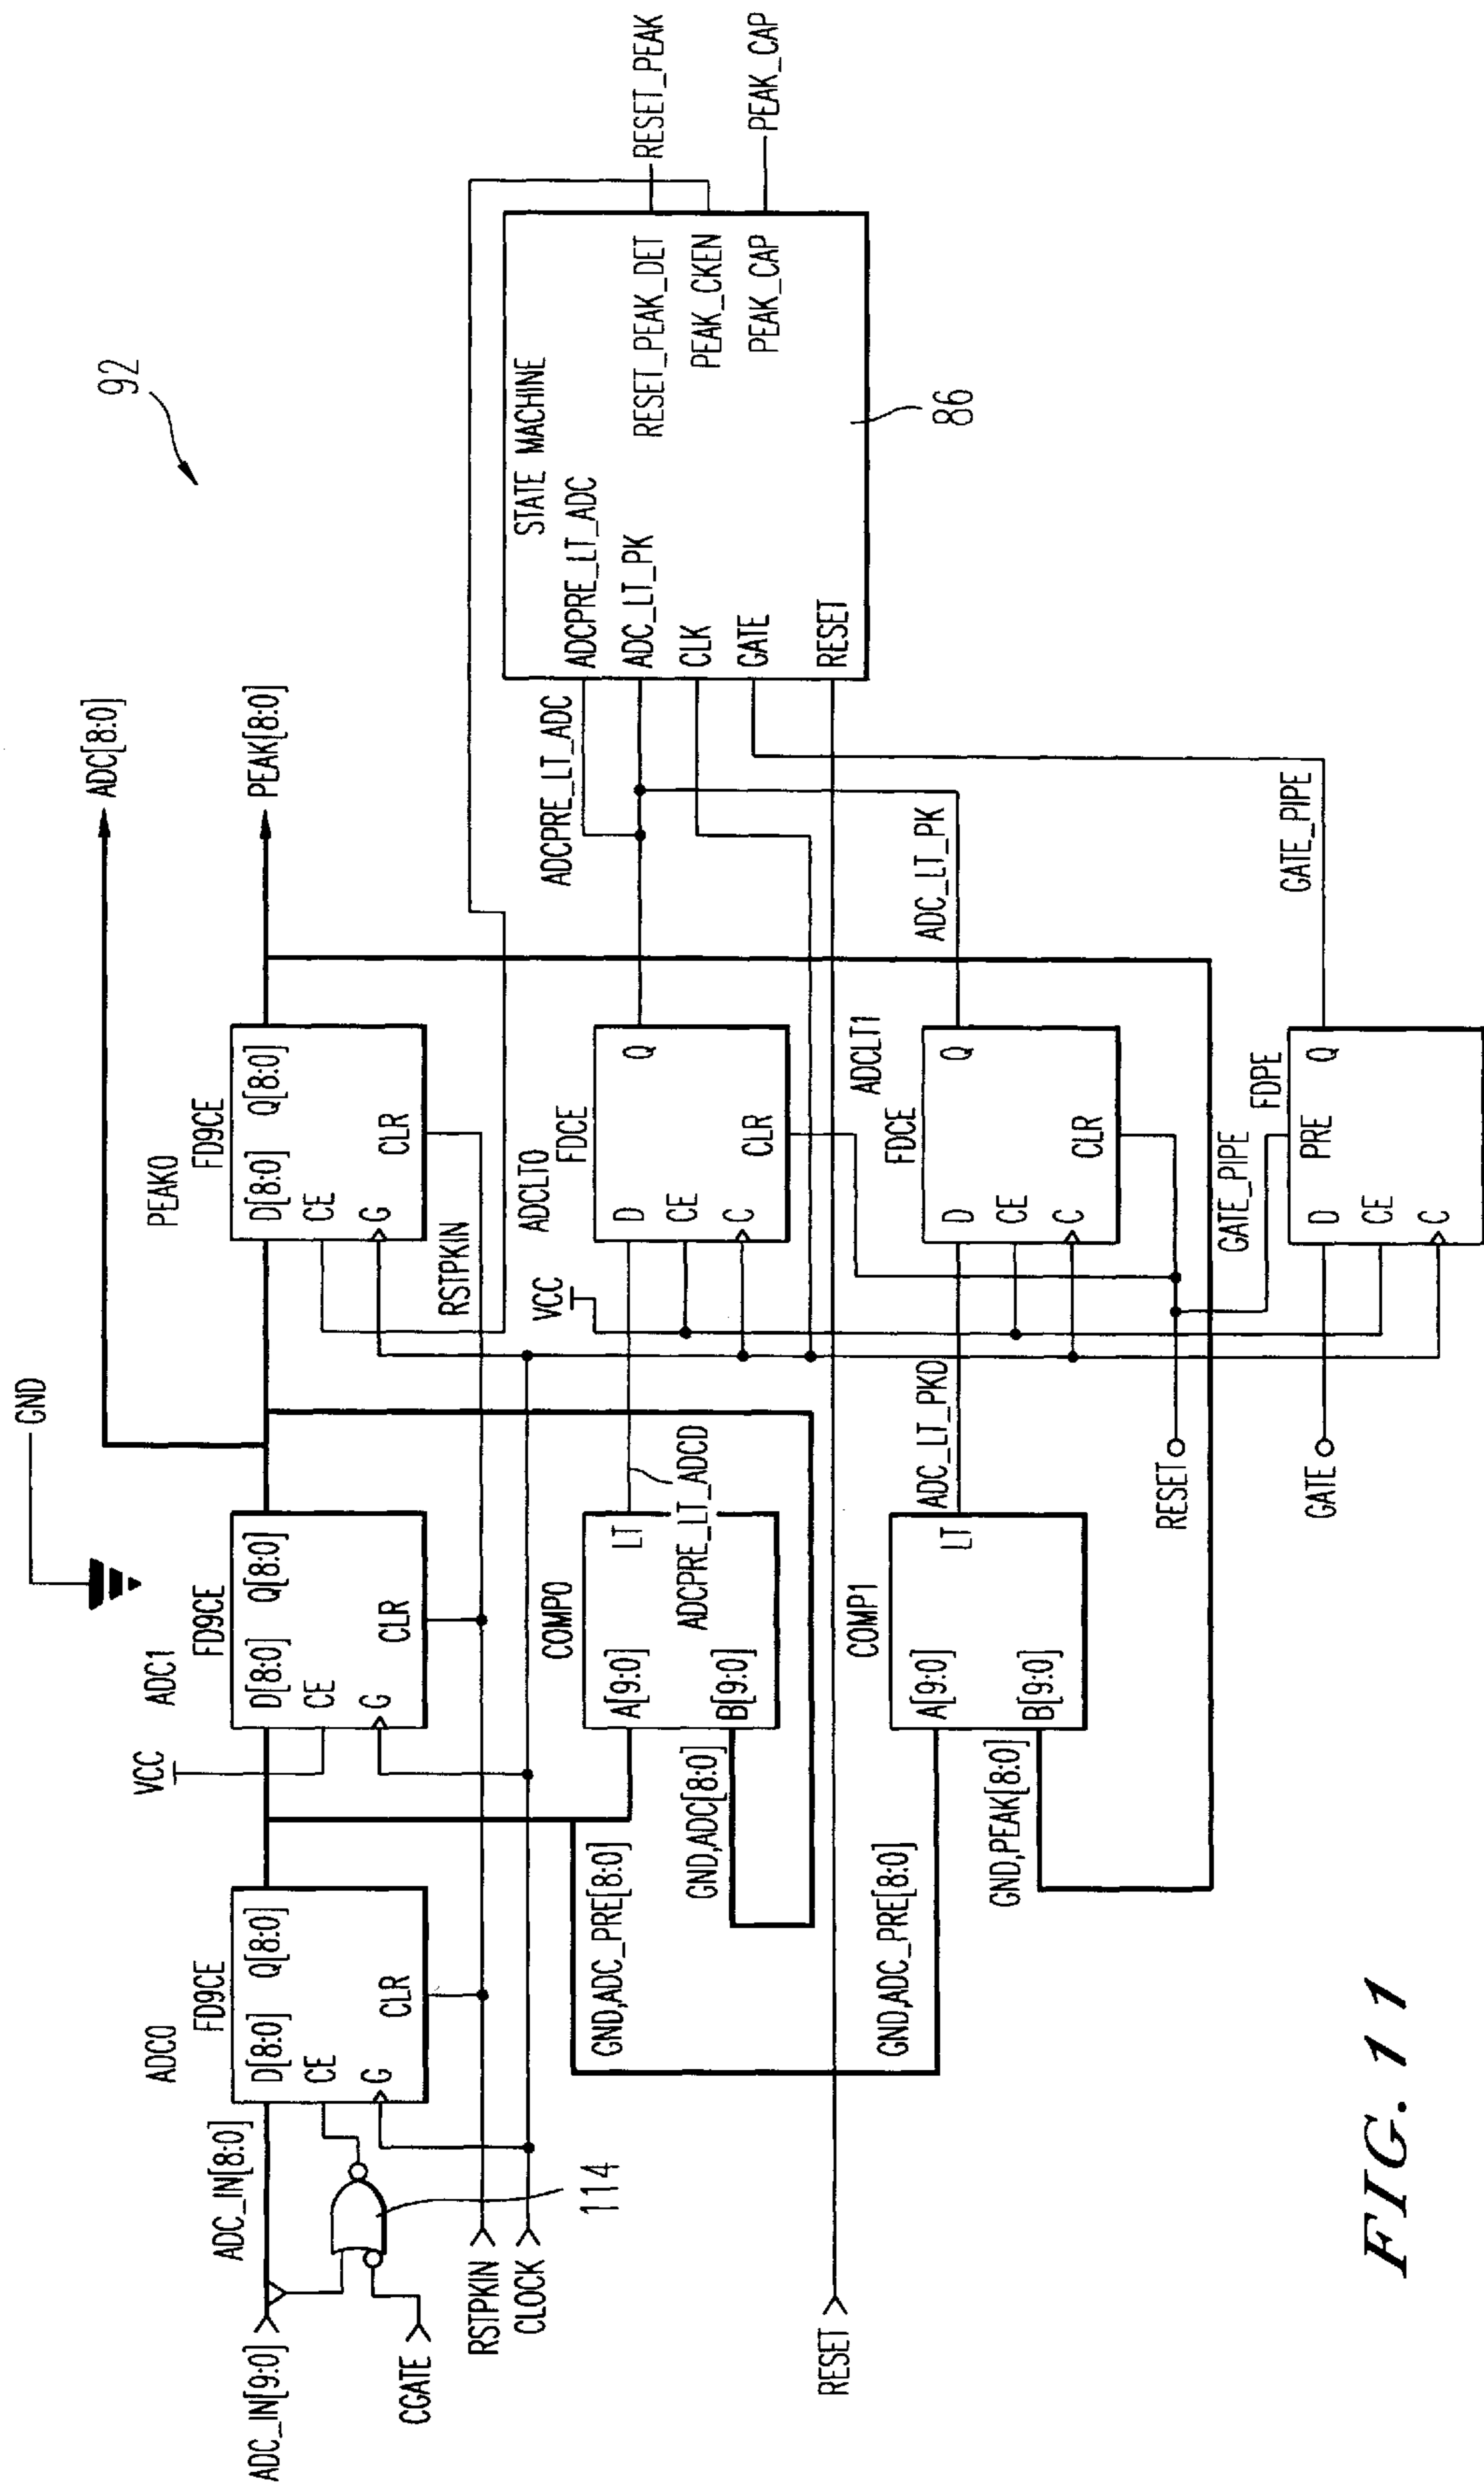 92
GND
ADC[8:0]
PEAK[8:0]
ADC_IN[9:0]
ADC_IN[8:0]
CGATE
114
ADC0
FD9CE
D[8:0] Q[8:0]
CE
G
CLR
VCC
ADC1
FD9CE
D[8:0] Q[8:0]
CE
G
CLR
PEAK0
FD9CE
D[8:0] Q[8:0]
CE
G
CLR
RSTPKIN
RSTPKIN
CLOCK
GND,ADC_PRE[8:0]
GND,ADC[8:0]
COMP0
A[9:0]
LT
B[9:0]
ADCPRE_LT_ADCD
VCC
ADCLT0
FDCE
D Q
CE
C
CLR
ADCPRE_LT_ADC
STATE MACHINE
ADCPRE_LT_ADC
ADC_LT_PK
CLK
GATE
RESET
RESET_PEAK_DET
PEAK_CKEN
PEAK_CAP
RESET_PEAK
PEAK_CAP
86
RESET
GND,ADC_PRE[8:0]
GND,PEAK[8:0]
COMP1
A[9:0]
LT
B[9:0]
ADC_LT_PKD
ADCLT1
FDCE
D Q
CE
C
CLR
ADC_LT_PK
RESET
GATE
GATE_PIPE
FDPE
PRE
D Q
CE
C
GATE_PIPE
FIG. 11